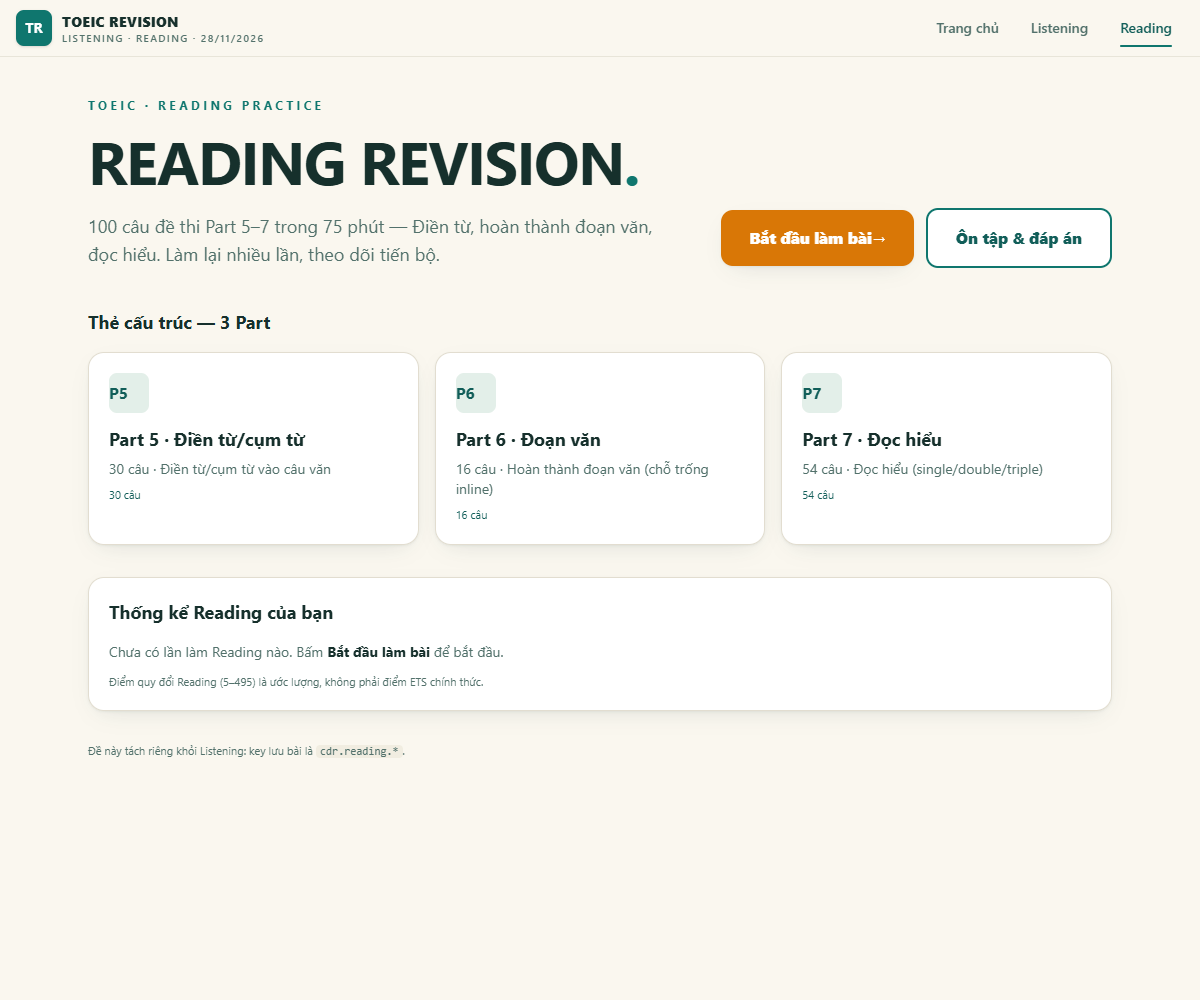 TR
TOEIC REVISION
LISTENING · READING · 28/11/2026
Trang chủ
Listening
Reading
TOEIC · READING PRACTICE
READING REVISION.
100 câu đề thi Part 5–7 trong 75 phút — Điền từ, hoàn thành đoạn văn,
đọc hiểu. Làm lại nhiều lần, theo dõi tiến bộ.
Bắt đầu làm bài→
Ôn tập & đáp án
Thẻ cấu trúc — 3 Part
P5
Part 5 · Điền từ/cụm từ
30 câu · Điền từ/cụm từ vào câu văn
30 câu
P6
Part 6 · Đoạn văn
16 câu · Hoàn thành đoạn văn (chỗ trống
inline)
16 câu
P7
Part 7 · Đọc hiểu
54 câu · Đọc hiểu (single/double/triple)
54 câu
Thống kể Reading của bạn
Chưa có lần làm Reading nào. Bấm Bắt đầu làm bài để bắt đầu.
Điểm quy đổi Reading (5–495) là ước lượng, không phải điểm ETS chính thức.
Đề này tách riêng khỏi Listening: key lưu bài là cdr.reading.*.